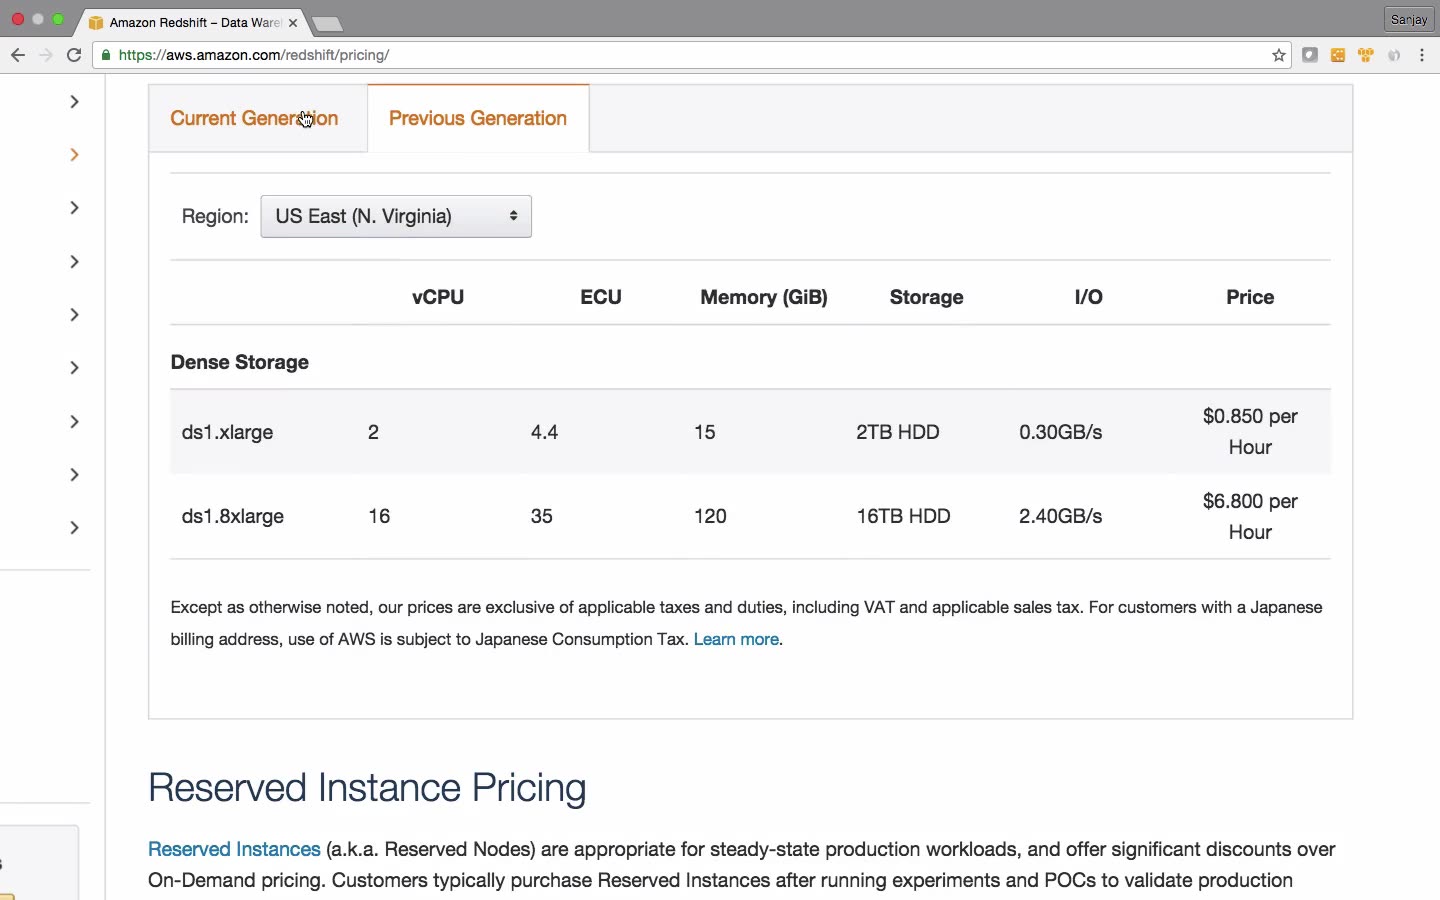 Amazon Redshift – Data Ware
Sanjay
https://aws.amazon.com/redshift/pricing/
Current Generation
Previous Generation
Region: US East (N. Virginia)
vCPU ECU Memory (GiB) Storage I/O Price
Dense Storage
ds1.xlarge 2 4.4 15 2TB HDD 0.30GB/s $0.850 per
Hour
ds1.8xlarge 16 35 120 16TB HDD 2.40GB/s $6.800 per
Hour
Except as otherwise noted, our prices are exclusive of applicable taxes and duties, including VAT and applicable sales tax. For customers with a Japanese
billing address, use of AWS is subject to Japanese Consumption Tax. Learn more.
Reserved Instance Pricing
Reserved Instances (a.k.a. Reserved Nodes) are appropriate for steady-state production workloads, and offer significant discounts over
On-Demand pricing. Customers typically purchase Reserved Instances after running experiments and POCs to validate production